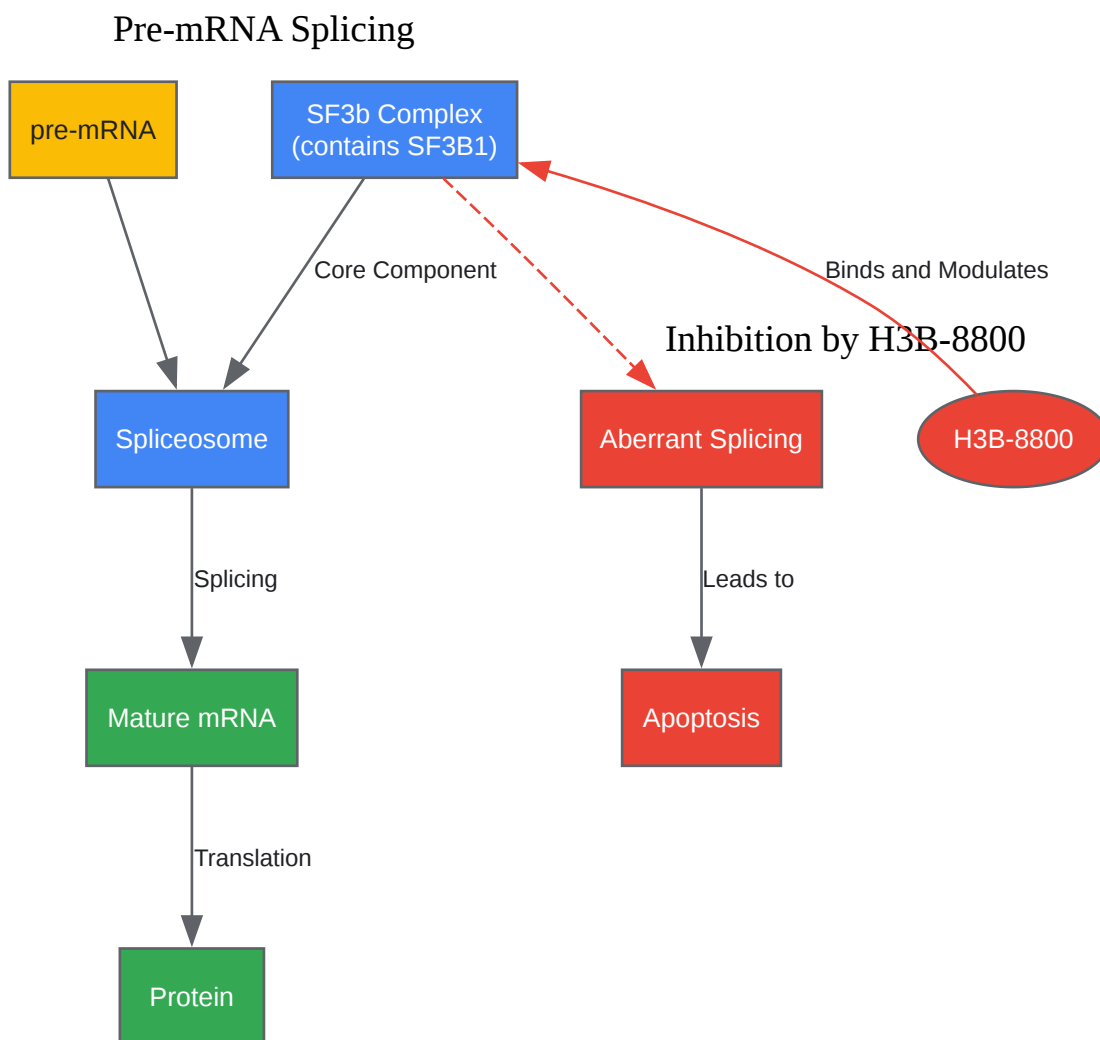 Pre-mRNA Splicing
pre-mRNA
SF3b Complex
(contains SF3B1)
Core Component
Binds and Modulates
Inhibition by H3B-8800
Spliceosome
Aberrant Splicing
H3B-8800
Splicing
Leads to
Mature mRNA
Apoptosis
Translation
Protein